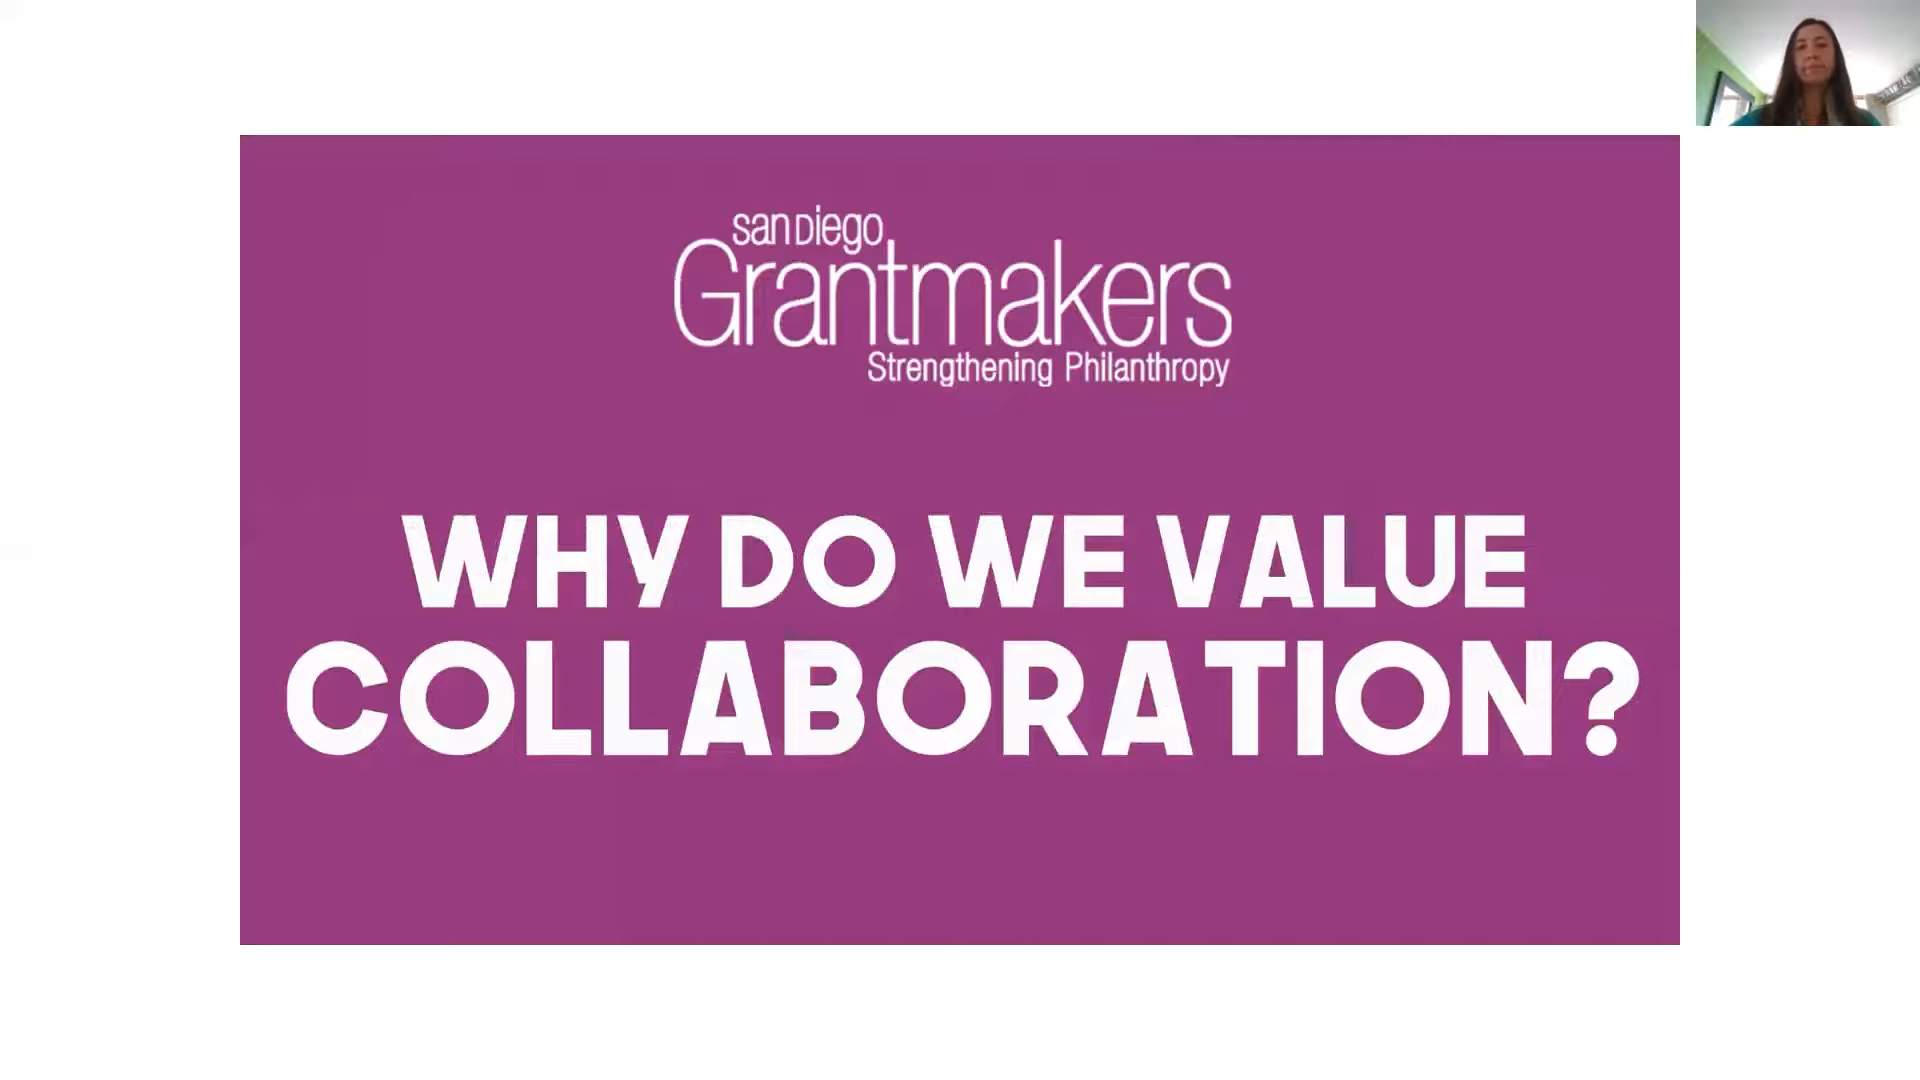 san Diego
Grantmakers
Strengthening Philanthropy
WHY DO WE VALUE
COLLABORATION?